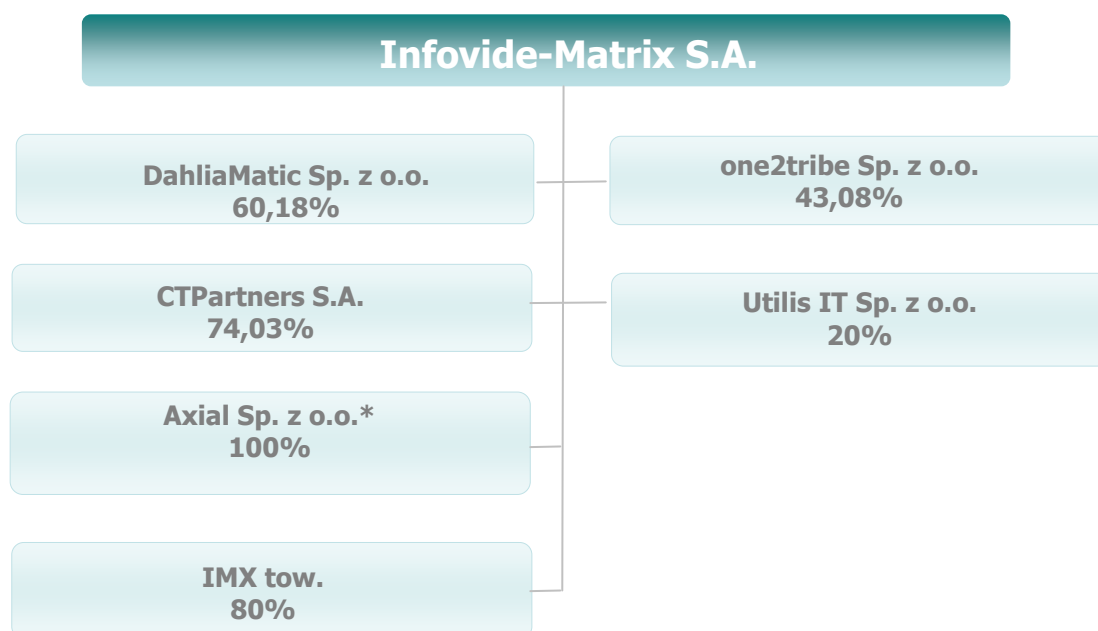 Infovide-Matrix S.A.
DahliaMatic Sp. z o.o.
60,18%
one2tribe Sp. z o.o.
43,08%
CTPartners S.A.
74,03%
Utilis IT Sp. z o.o.
20%
Axial Sp. z o.o.*
100%
IMX tow.
80%